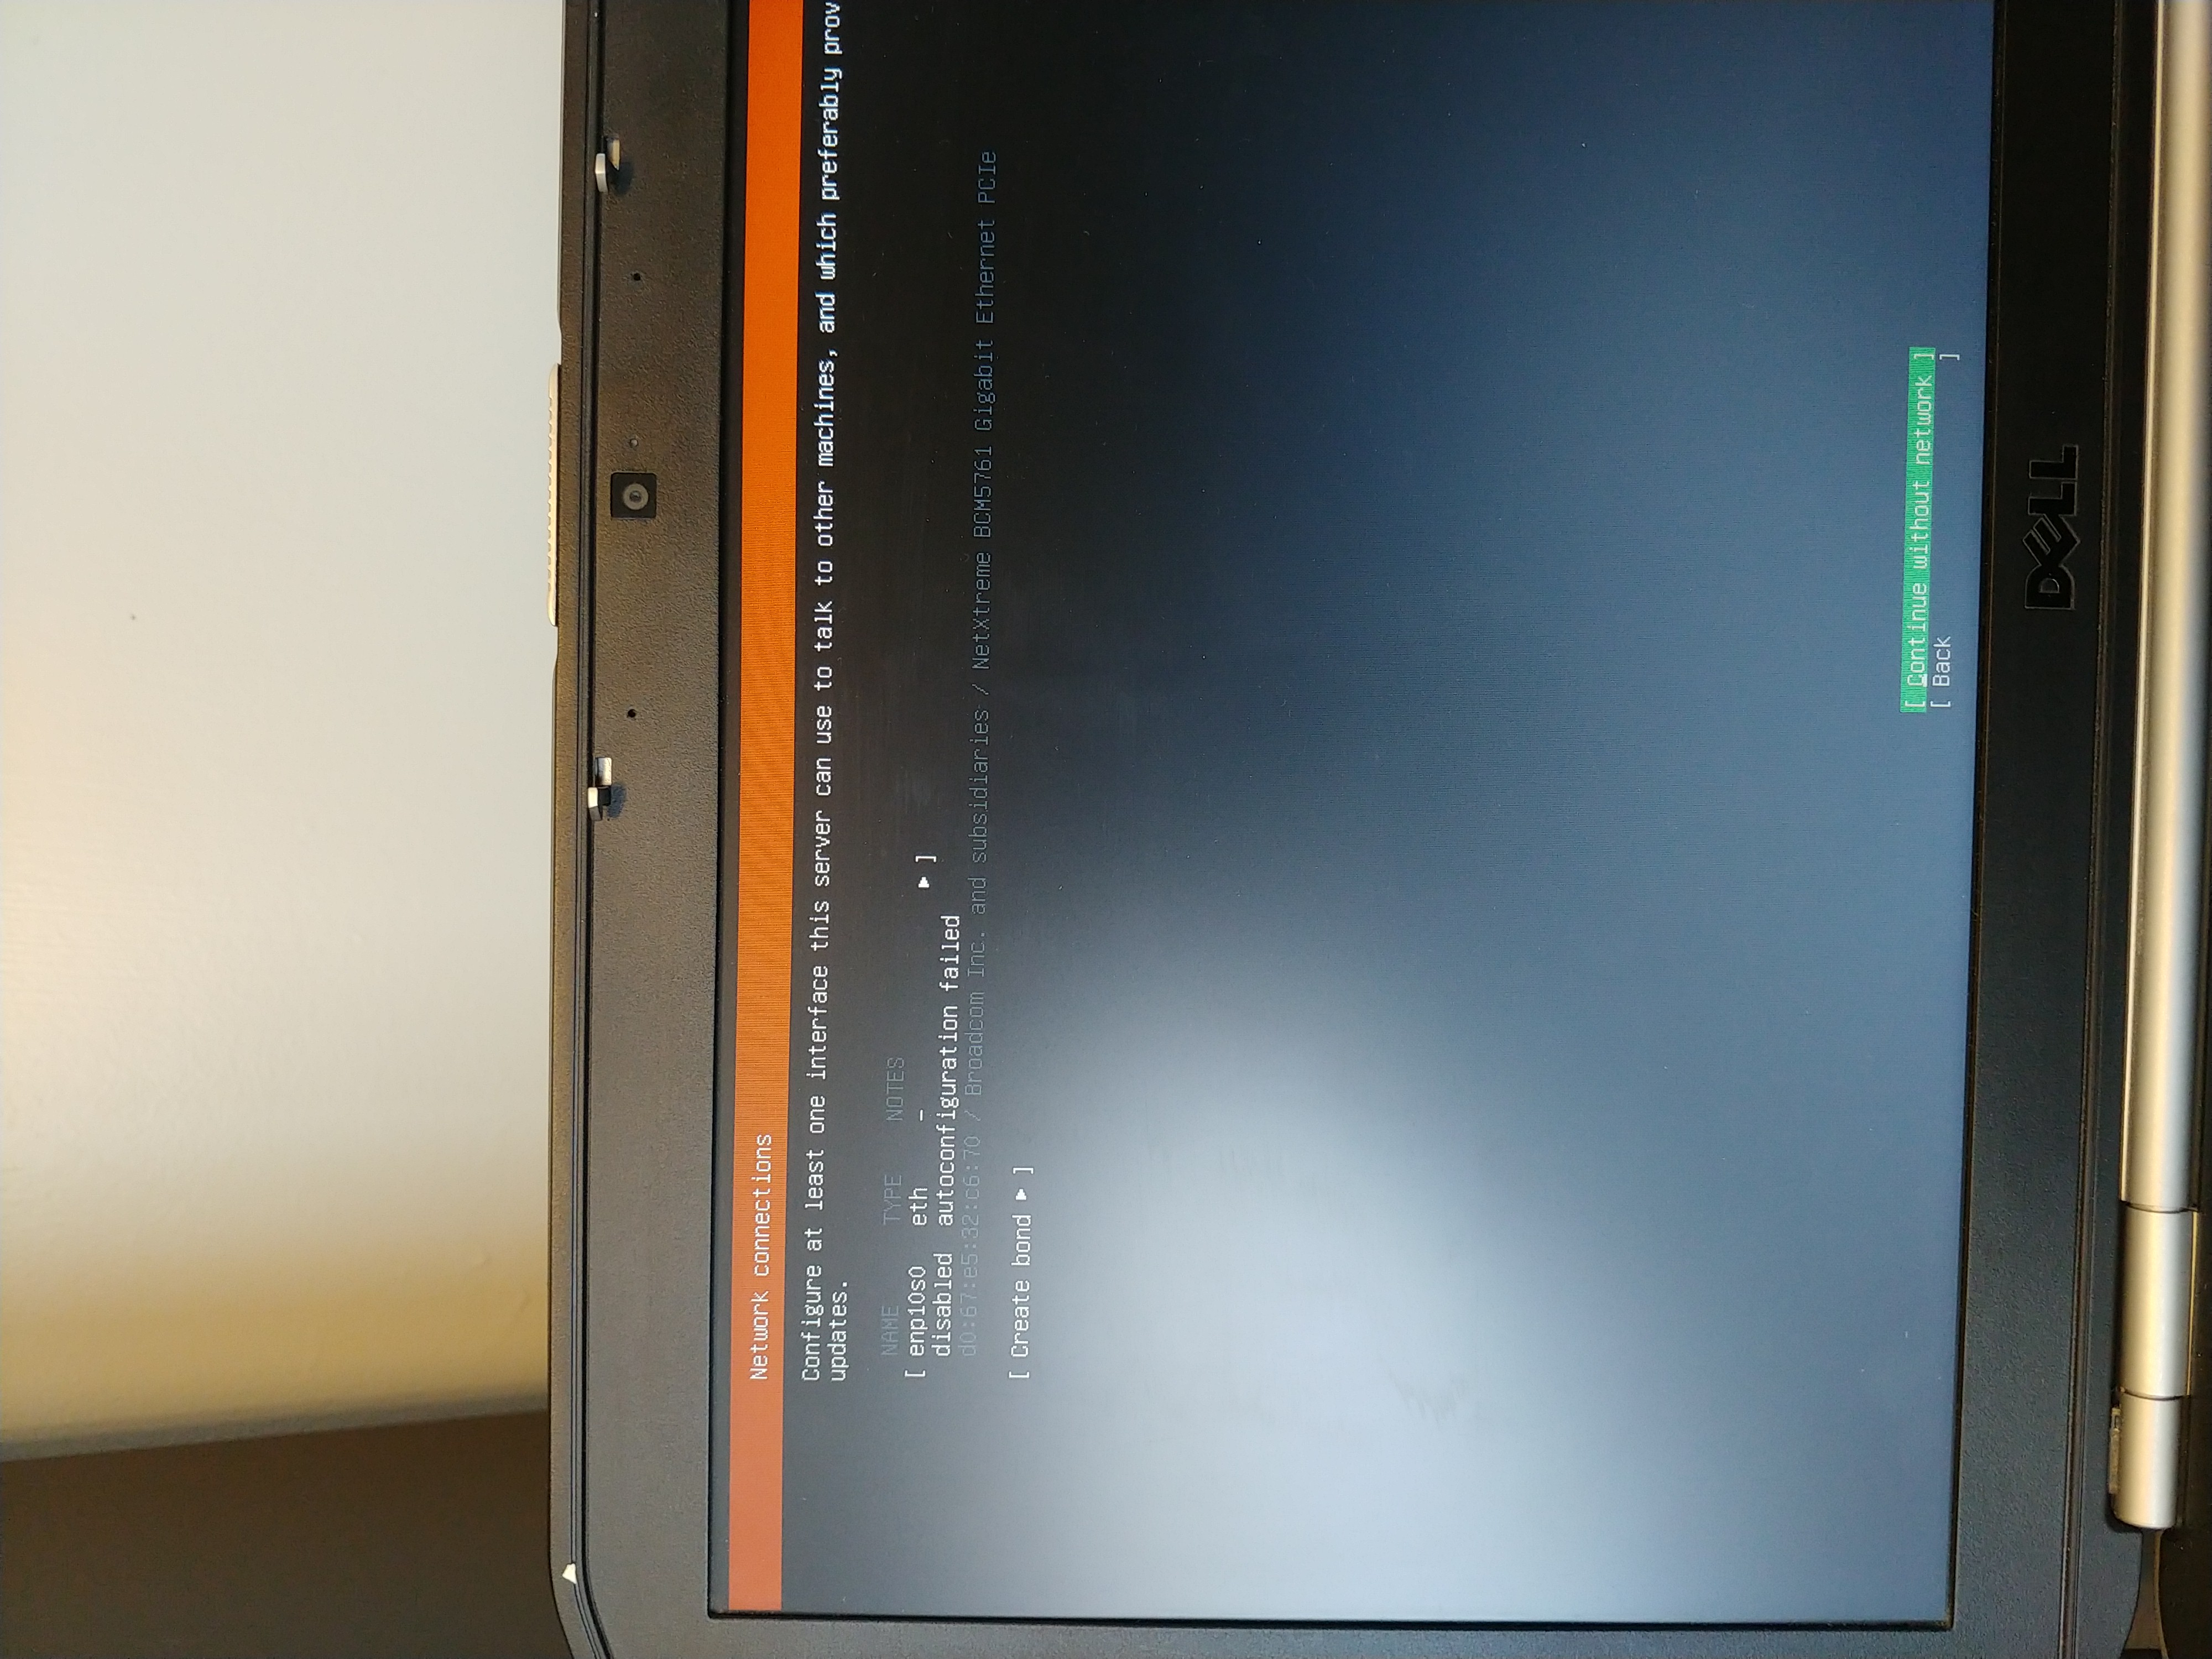 Network connections
Configure at least one interface this server can use to talk to other machines, and which preferably prov
updates.
NAME TYPE NOTES
[ enp10s0 eth - ▸ ]
disabled autoconfiguration failed
d0:67:e5:32:c6:70 / Broadcom Inc. and subsidiaries / NetXtreme BCM5761 Gigabit Ethernet PCIe
[ Create bond ▸ ]
[ Continue without network ]
[ Back ]
DELL